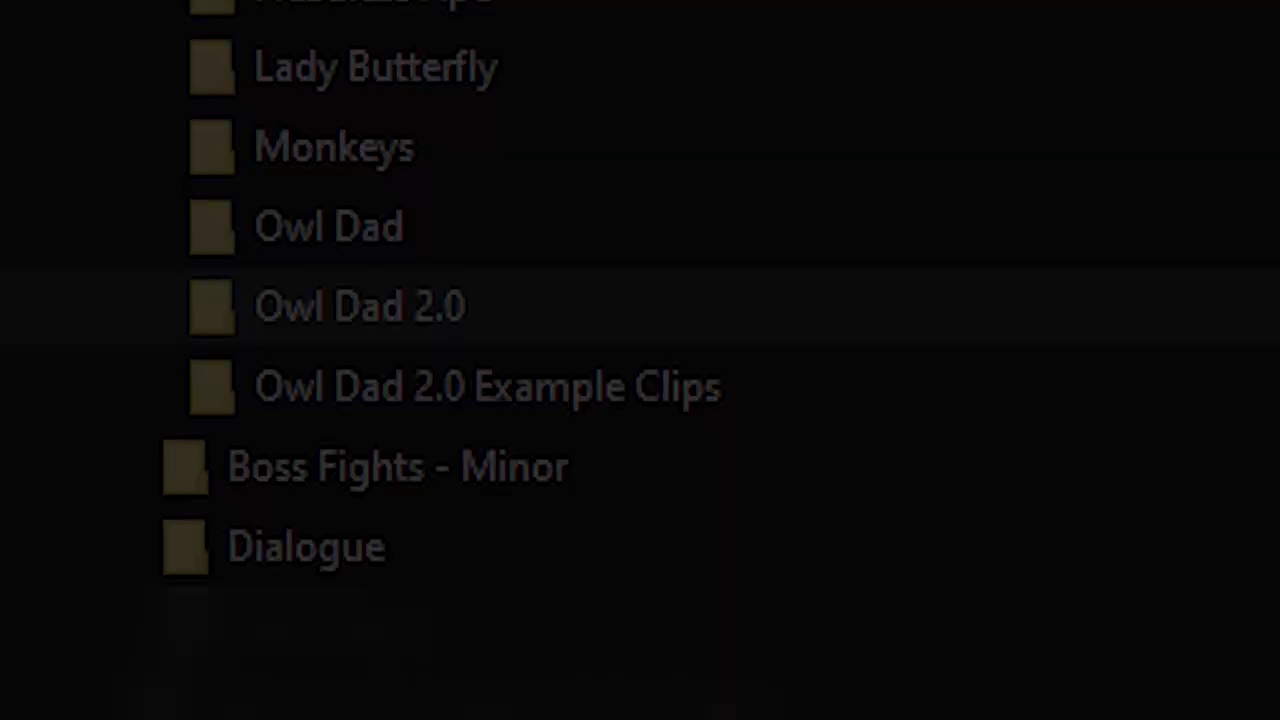 Lady Butterfly
Monkeys
Owl Dad
Owl Dad 2.0
Owl Dad 2.0 Example Clips
Boss Fights - Minor
Dialogue